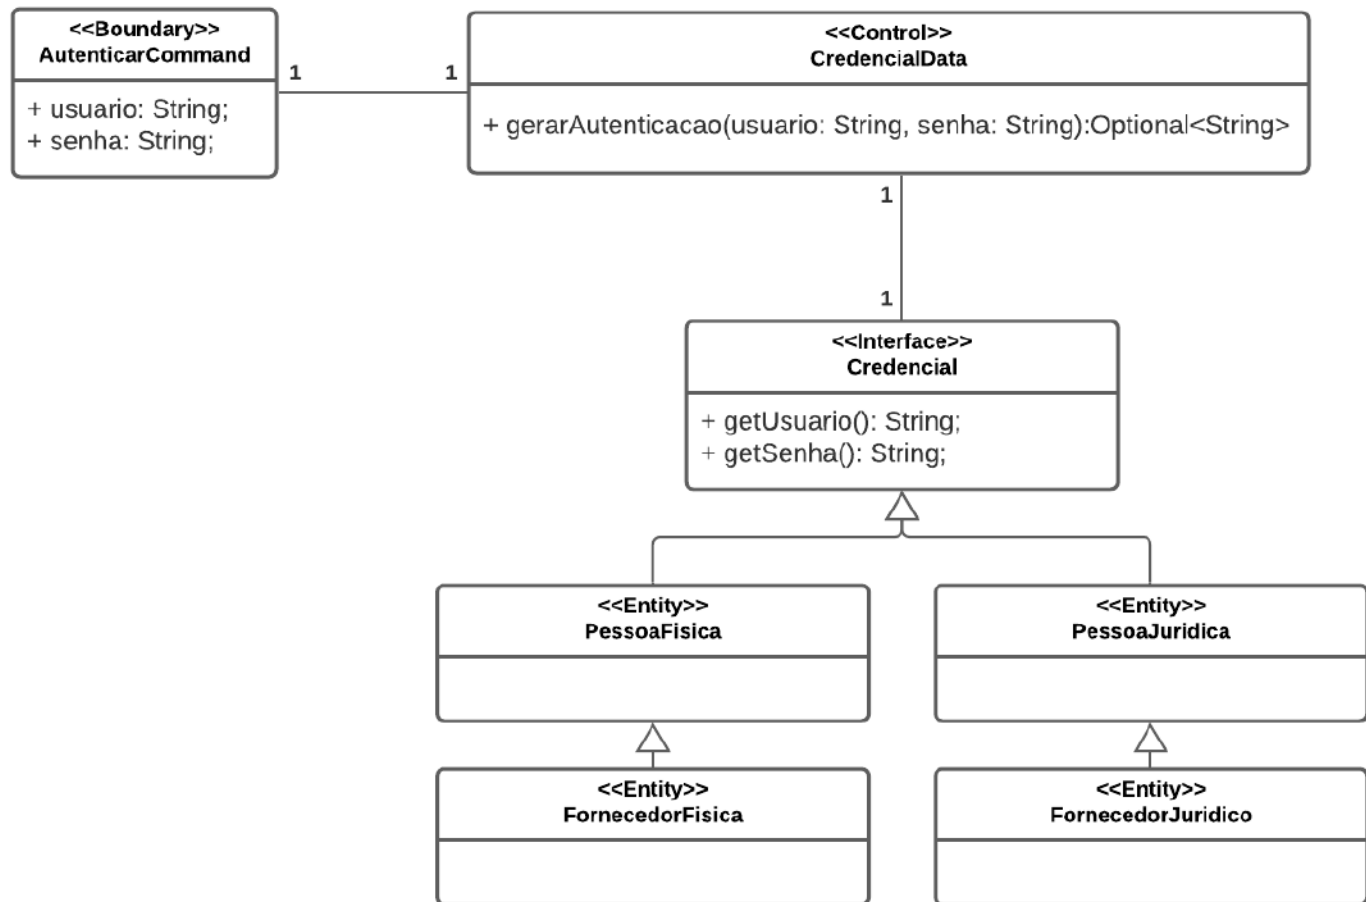 <<Boundary>>
AutenticarCommand
+ usuario: String;
+ senha: String;
1
1
<<Control>>
CredencialData
+ gerarAutenticacao(usuario: String, senha: String):Optional<String>
1
1
<<Interface>>
Credencial
+ getUsuario(): String;
+ getSenha(): String;
<<Entity>>
PessoaFisica
<<Entity>>
PessoaJuridica
<<Entity>>
FornecedorFisica
<<Entity>>
FornecedorJuridico